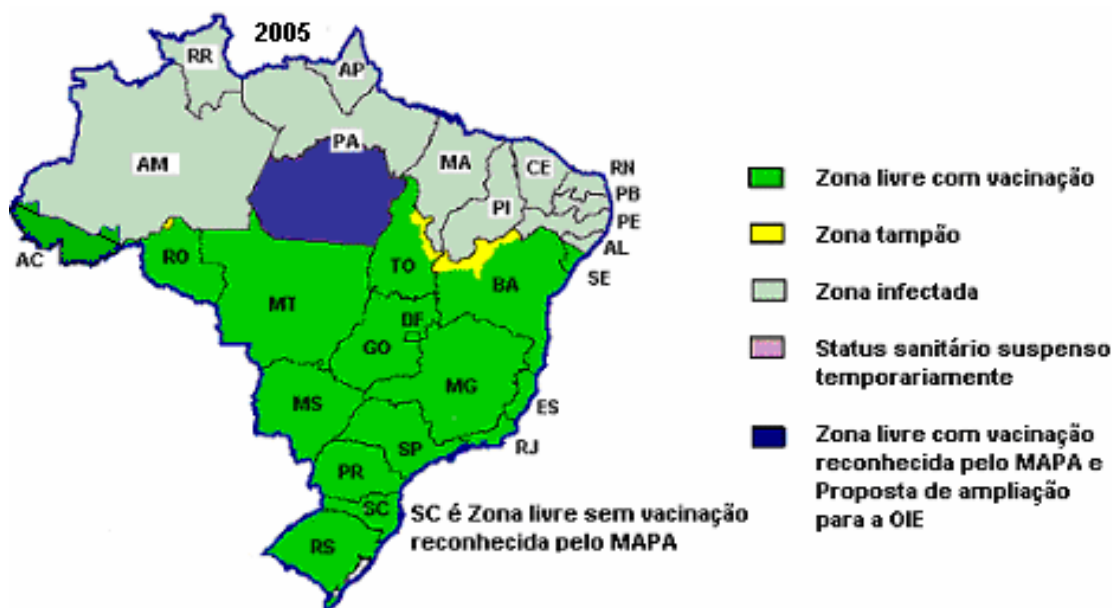 2005
RR
AP
PA
AM
MA
CE
RN
PB
PI
PE
AL
AC
RO
TO
SE
BA
MT
DF
GO
MG
ES
MS
SP
RJ
PR
SC
RS
SC é Zona livre sem vacinação
reconhecida pelo MAPA
Zona livre com vacinação
Zona tampão
Zona infectada
Status sanitário suspenso
temporariamente
Zona livre com vacinação
reconhecida pelo MAPA e
Proposta de ampliação
para a OIE